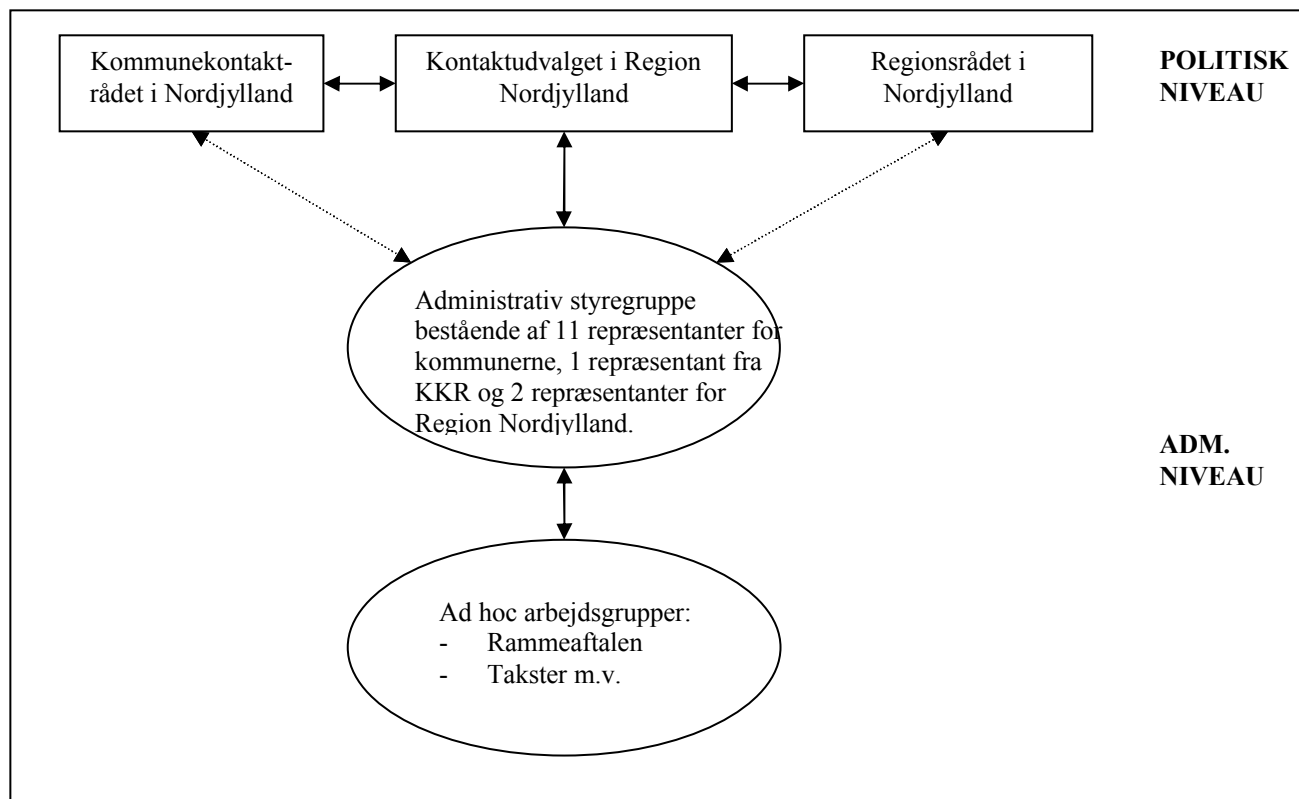 Kommunekontakt-
rådet i Nordjylland
Kontaktudvalget i Region
Nordjylland
Regionsrådet i
Nordjylland
POLITISK
NIVEAU
Administrativ styregruppe
bestående af 11 repræsentanter for
kommunerne, 1 repræsentant fra
KKR og 2 repræsentanter for
Region Nordjylland.
ADM.
NIVEAU
Ad hoc arbejdsgrupper:
- Rammeaftalen
- Takster m.v.